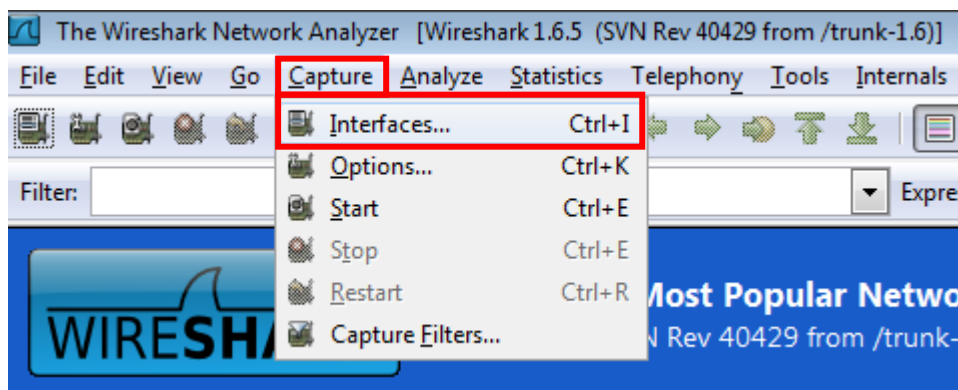 The Wireshark Network Analyzer [Wireshark 1.6.5 (SVN Rev 40429 from /trunk-1.6)]
File Edit View Go Capture Analyze Statistics Telephony Tools Internals
Interfaces... Ctrl+I
Options... Ctrl+K
Filter: Expre
Start Ctrl+E
Stop Ctrl+E
Restart Ctrl+R
Most Popular Netwo
Capture Filters...
WIRESHA
N Rev 40429 from /trunk-